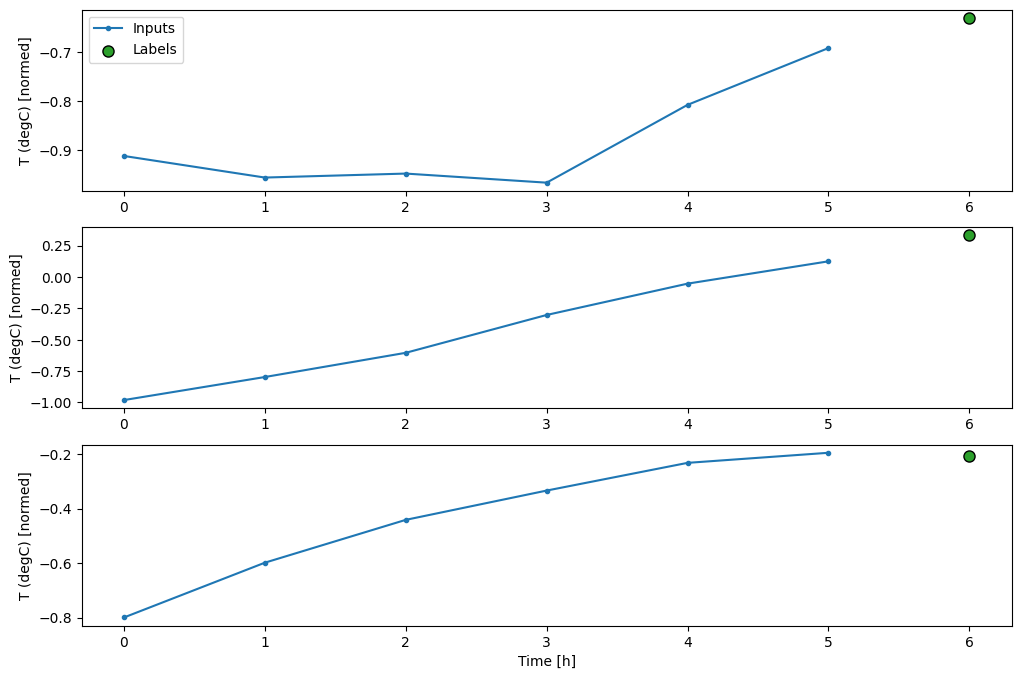 T (degC) [normed]
−0.7
−0.8
−0.9
Inputs
Labels
0 1 2 3 4 5 6
T (degC) [normed]
0.25
0.00
−0.25
−0.50
−0.75
−1.00
0 1 2 3 4 5 6
T (degC) [normed]
−0.2
−0.4
−0.6
−0.8
0 1 2 3 4 5 6
Time [h]